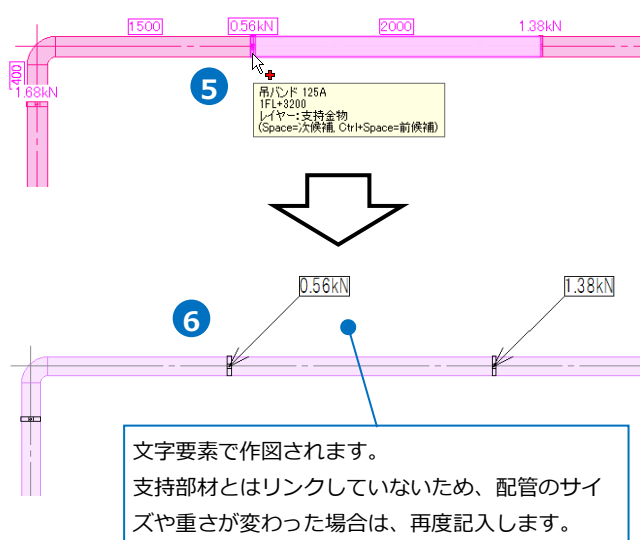 1500
0.56kN
2000
1.38kN
400
1.68kN
5
吊バンド 125A
1FL+3200
レイヤー:支持金物
(Space=次候補, Ctrl+Space=前候補)
0.56kN
1.38kN
6
文字要素で作図されます。
支持部材とはリンクしていないため、配管のサイ
ズや重さが変わった場合は、再度記入します。